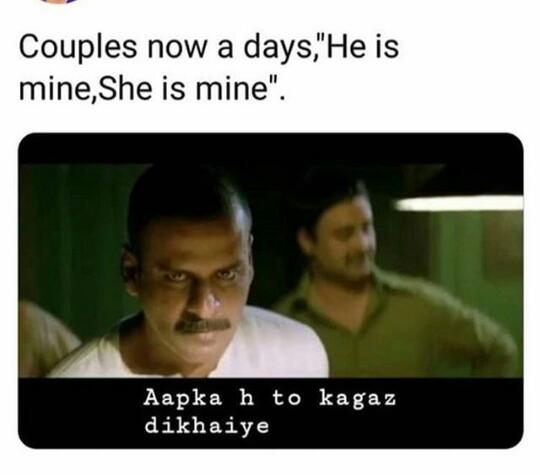 Couples now a days,"He is
mine,She is mine".
Aapka h to kagaz
dikhaiye